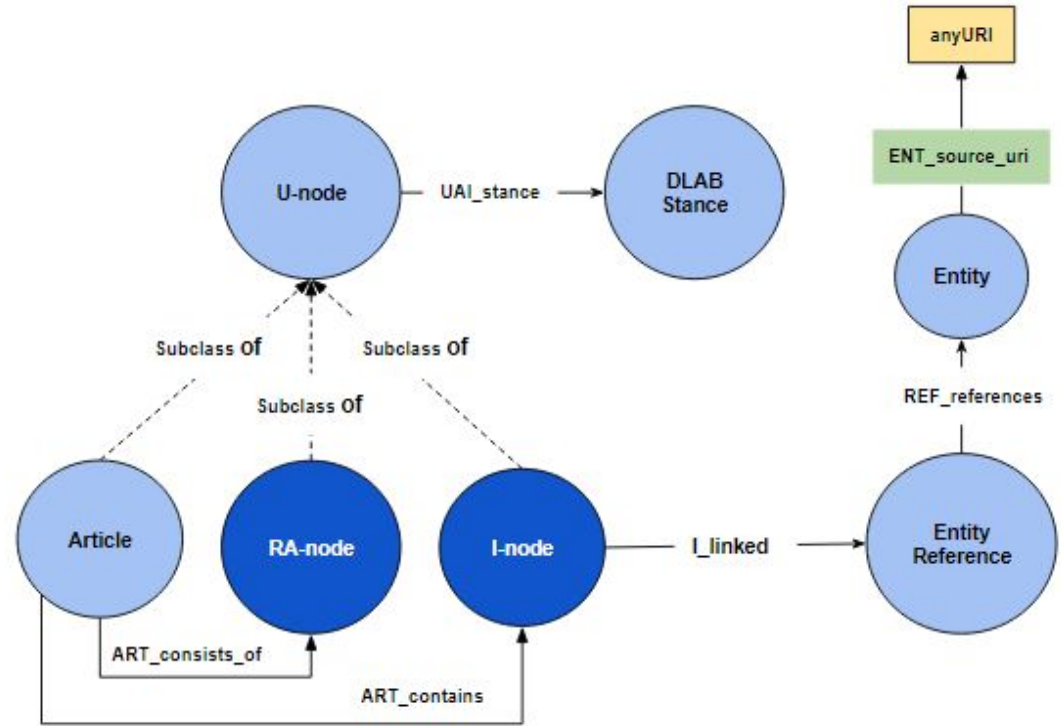 anyURI
ENT_source_uri
U-node
UAI_stance
DLAB
Stance
Entity
Subclass of
Subclass of
Subclass of
REF_references
Article
RA-node
I-node
I_linked
Entity
Reference
ART_consists_of
ART_contains